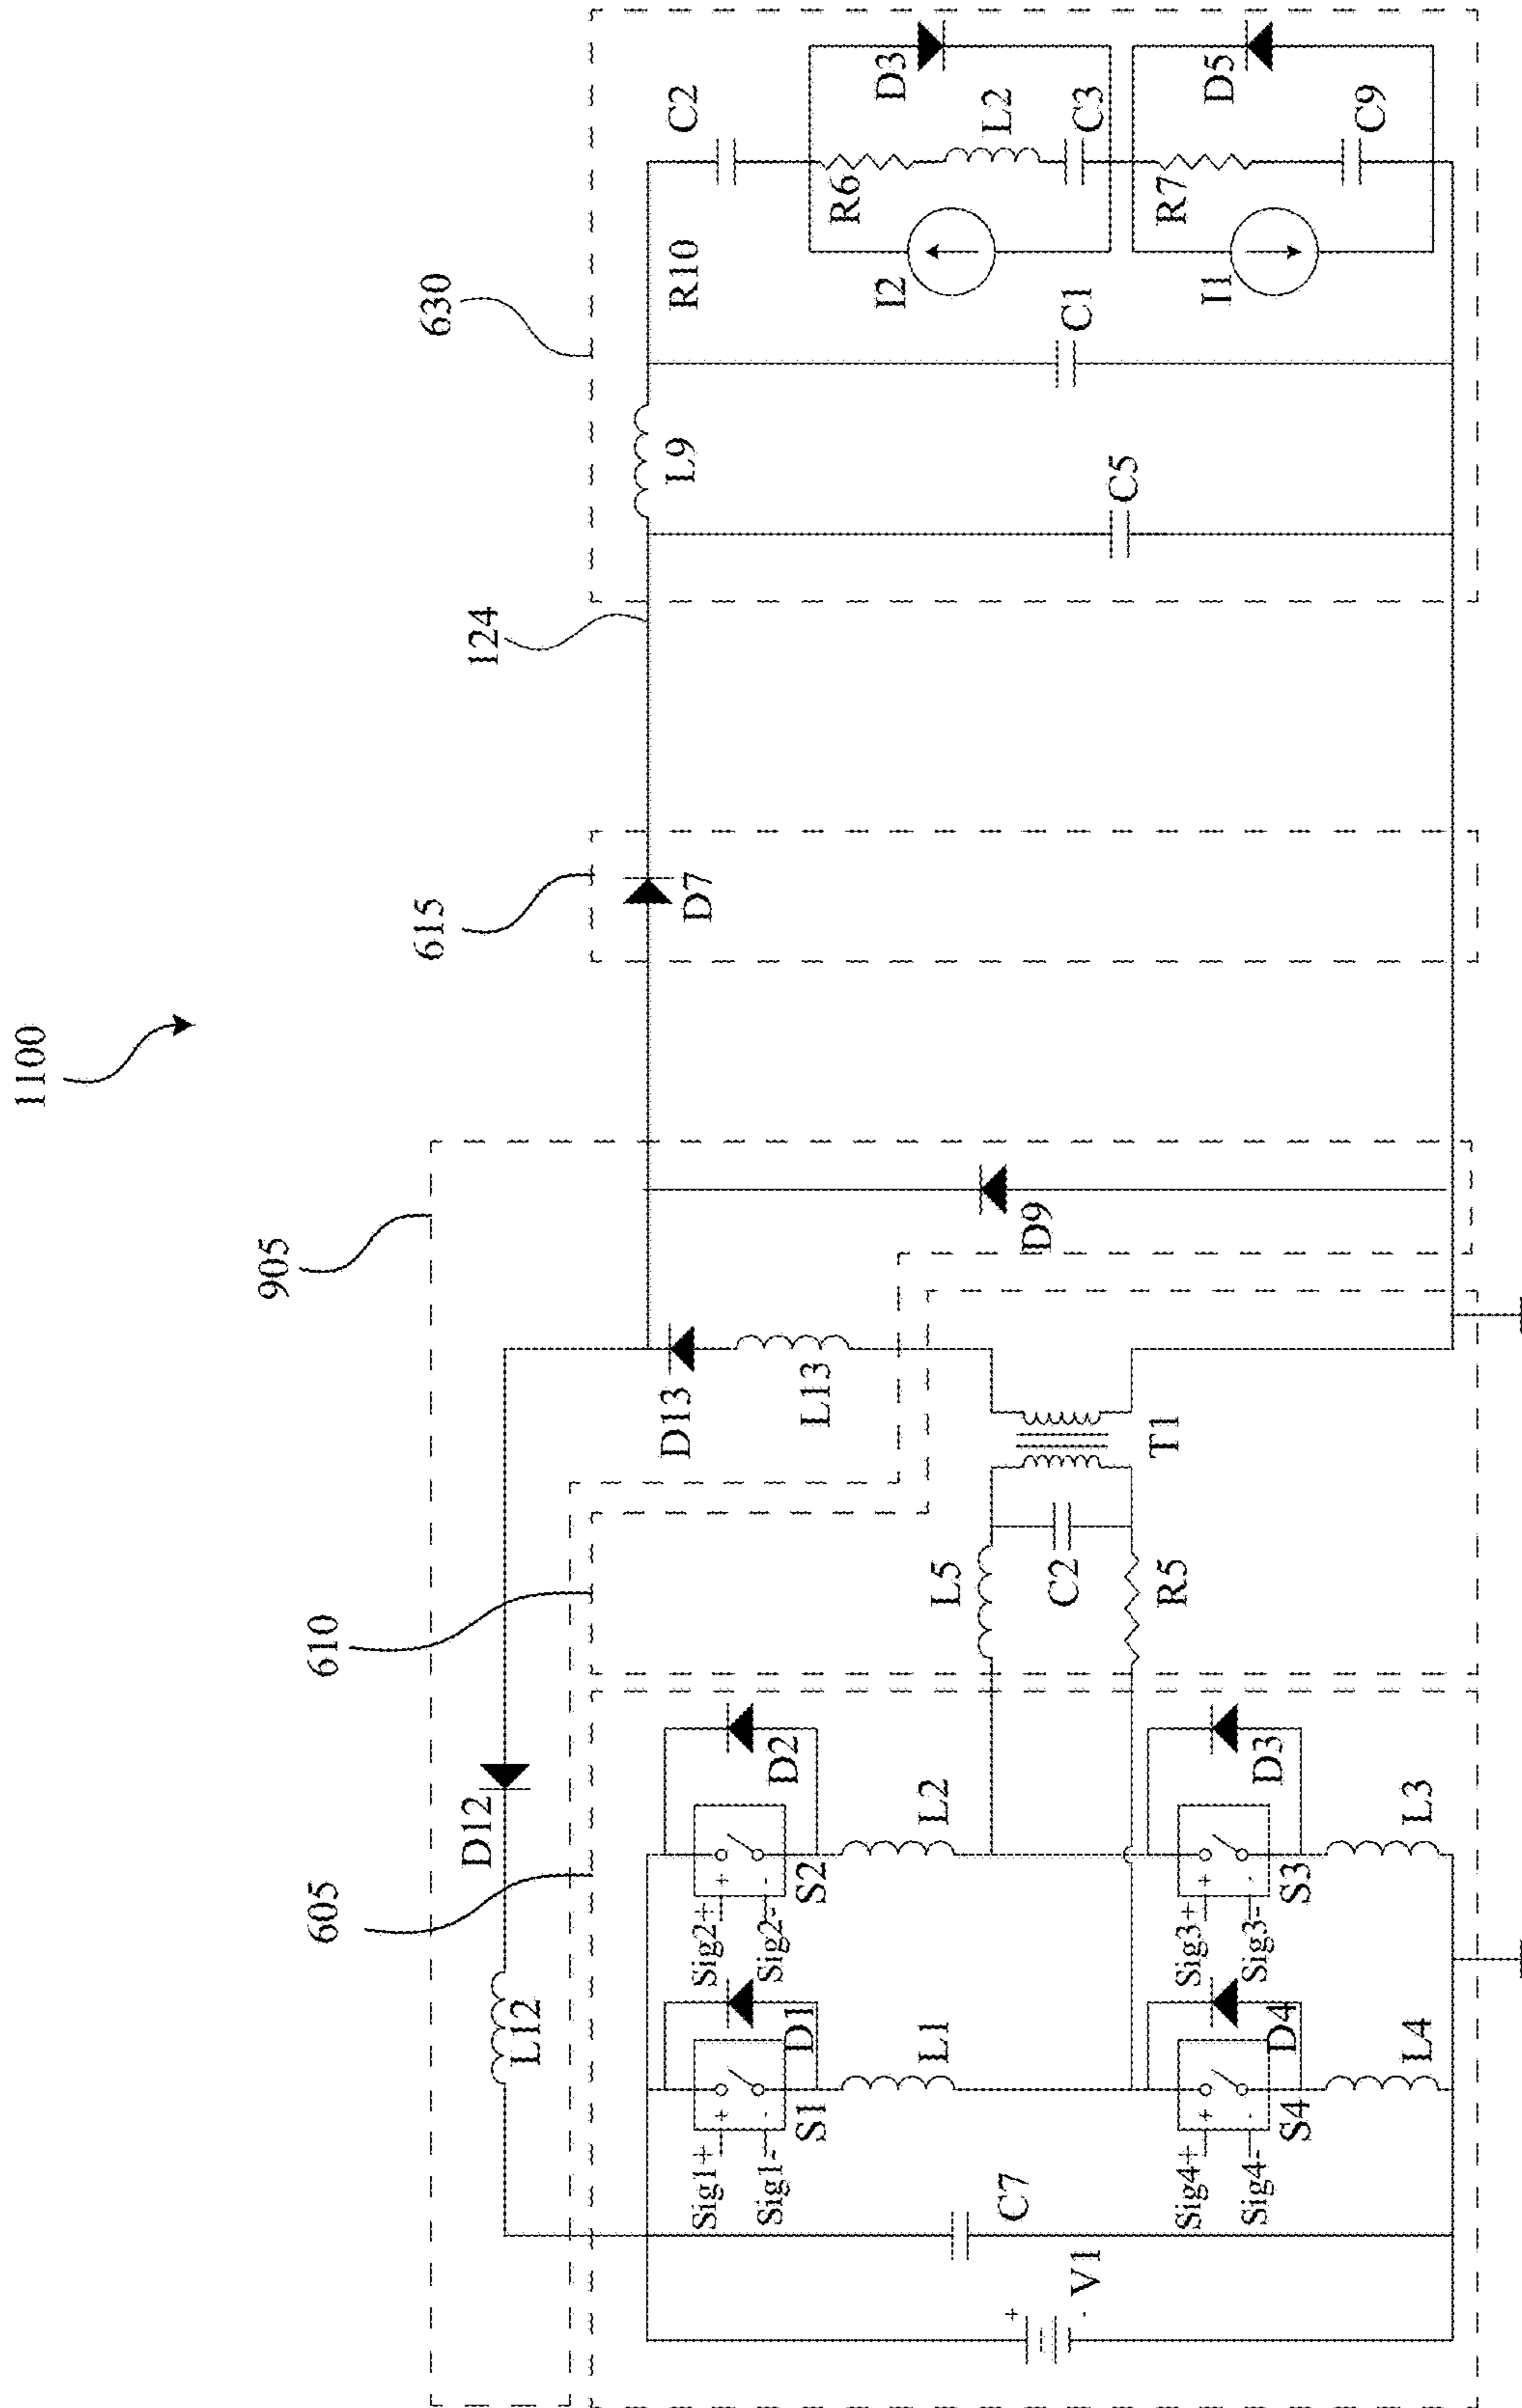 1100
905
610
605
615
124
630
D12
L12
D13
L13
D9
D7
L9
R10
C2
C5
C1
R6
L2
C3
D3
I2
R7
C9
D5
I1
L5
C2
R5
T1
Sig1+
Sig1-
+
-
S1
D1
L1
Sig2+
Sig2-
+
-
S2
D2
L2
Sig3+
Sig3-
+
-
S3
D3
L3
Sig4+
Sig4-
+
-
S4
D4
L4
C7
+
V1
-